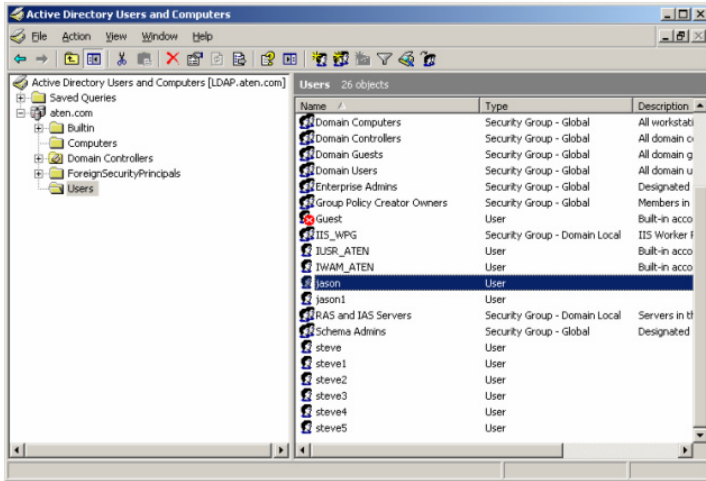 Active Directory Users and Computers
File Action View Window Help
Active Directory Users and Computers [LDAP.aten.com]
Saved Queries
aten.com
Builtin
Computers
Domain Controllers
ForeignSecurityPrincipals
Users
Users 26 objects
Name Type Description
Domain Computers Security Group - Global All workstati
Domain Controllers Security Group - Global All domain c
Domain Guests Security Group - Global All domain g
Domain Users Security Group - Global All domain u
Enterprise Admins Security Group - Global Designated
Group Policy Creator Owners Security Group - Global Members in
Guest User Built-in acco
IIS_WPG Security Group - Domain Local IIS Worker P
IUSR_ATEN User Built-in acco
IWAM_ATEN User Built-in acco
jason User
jason1 User
RAS and IAS Servers Security Group - Domain Local Servers in th
Schema Admins Security Group - Global Designated
steve User
steve1 User
steve2 User
steve3 User
steve4 User
steve5 User